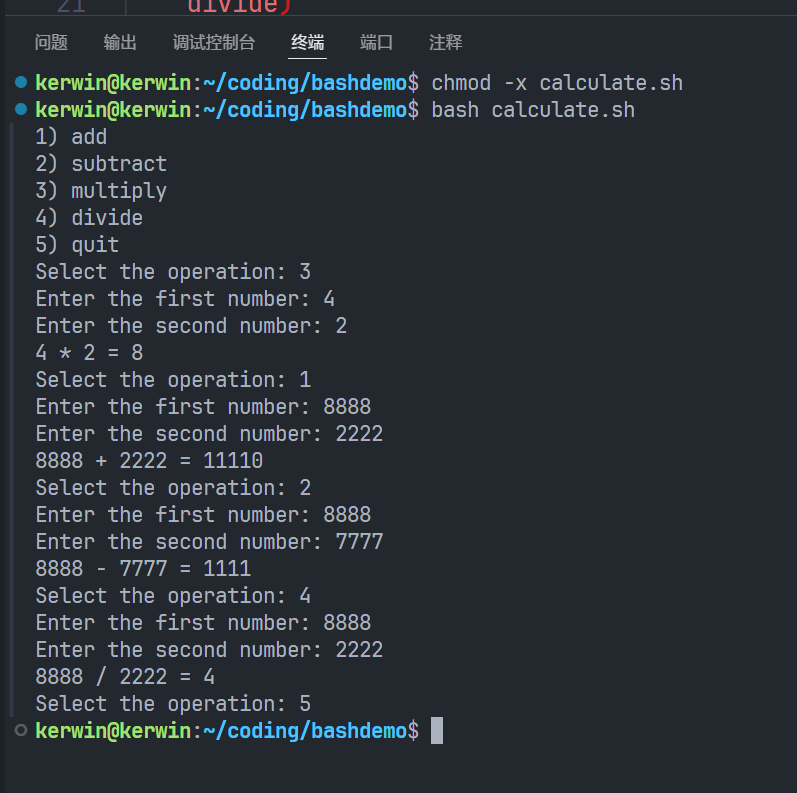 21 divide)
问题 输出 调试控制台 终端 端口 注释
kerwin@kerwin:~/coding/bashdemo$ chmod -x calculate.sh
kerwin@kerwin:~/coding/bashdemo$ bash calculate.sh
1) add
2) subtract
3) multiply
4) divide
5) quit
Select the operation: 3
Enter the first number: 4
Enter the second number: 2
4 * 2 = 8
Select the operation: 1
Enter the first number: 8888
Enter the second number: 2222
8888 + 2222 = 11110
Select the operation: 2
Enter the first number: 8888
Enter the second number: 7777
8888 - 7777 = 1111
Select the operation: 4
Enter the first number: 8888
Enter the second number: 2222
8888 / 2222 = 4
Select the operation: 5
kerwin@kerwin:~/coding/bashdemo$